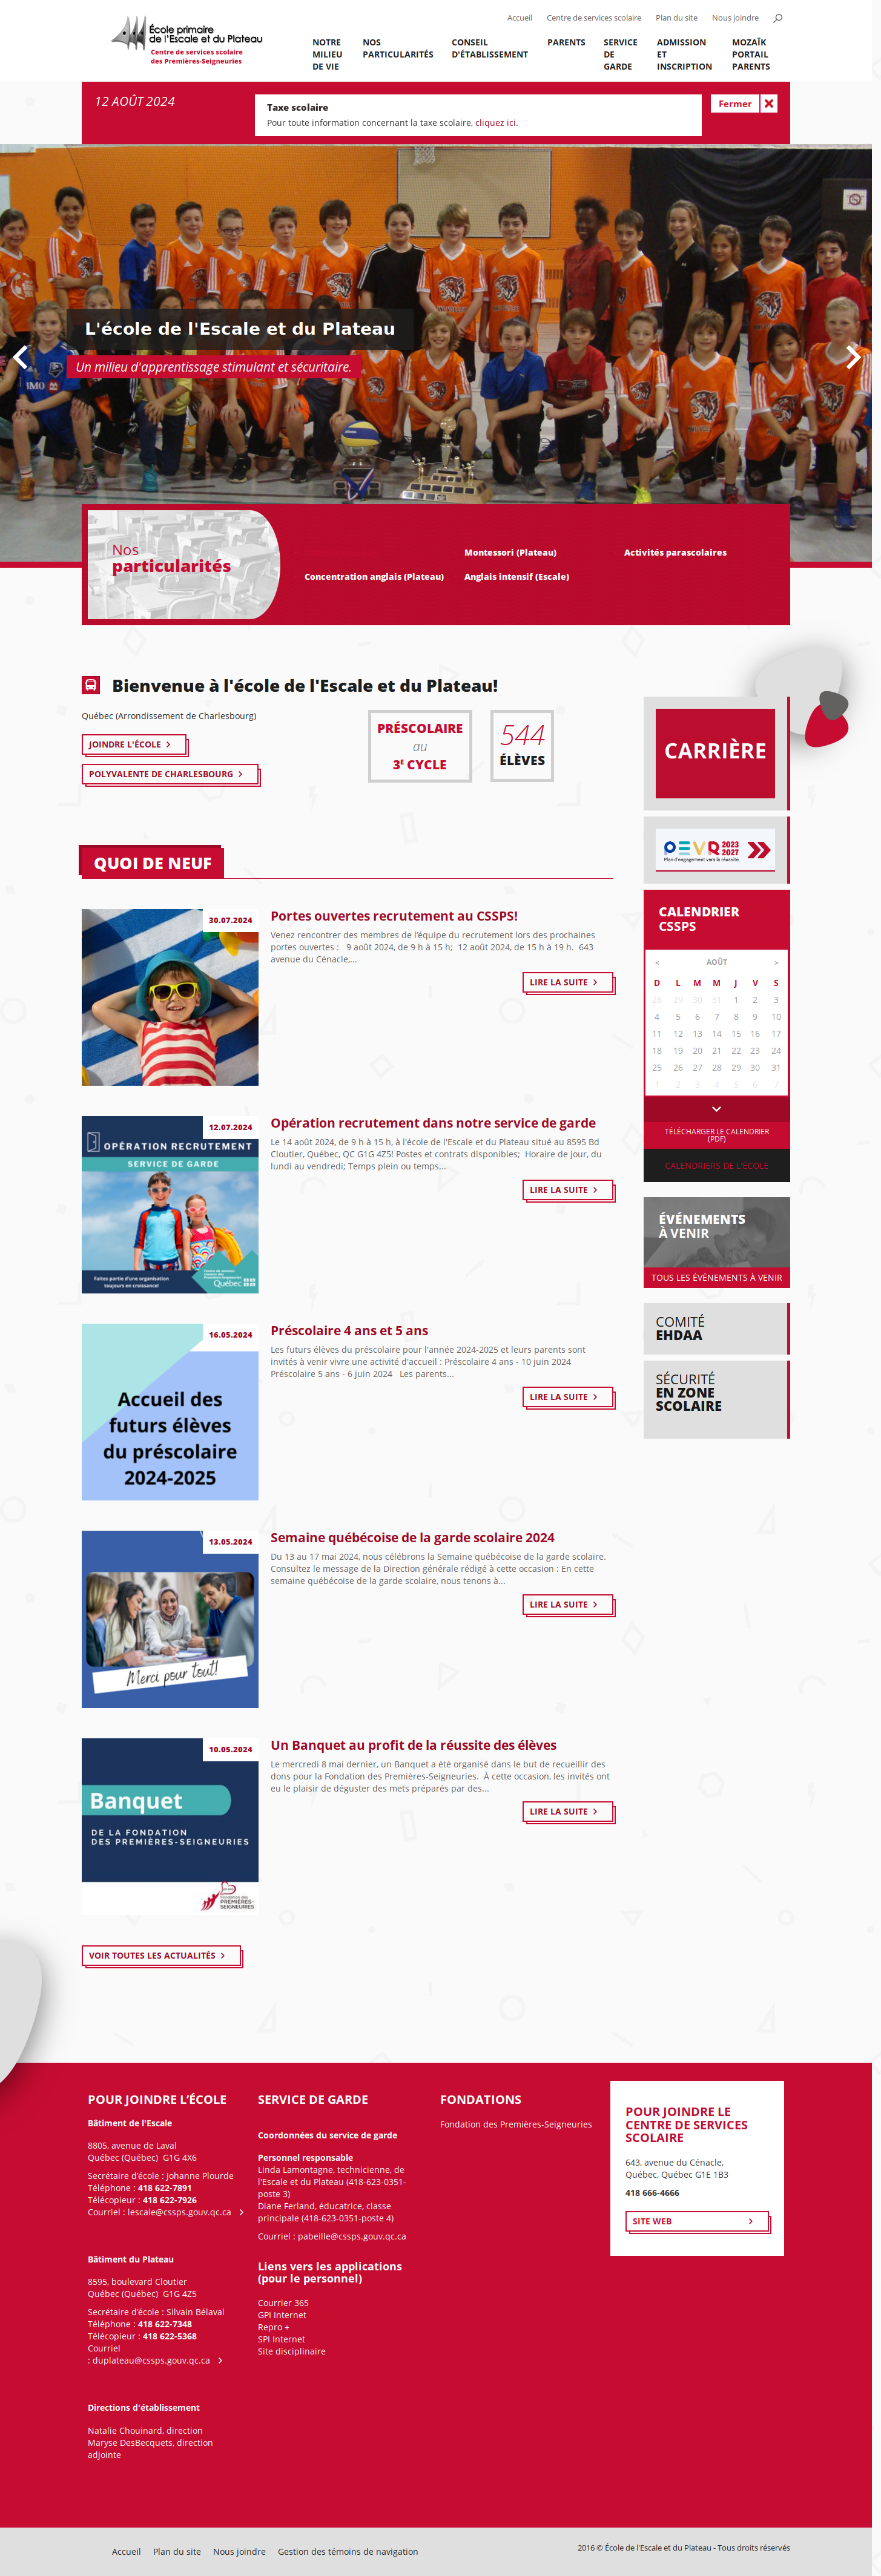 Accueil
Centre de services scolaire
Plan du site
Nous joindre
École primaire
de l'Escale et du Plateau
Centre de services scolaire
des Premières-Seigneuries
NOTRE
MILIEU
DE VIE
NOS
PARTICULARITÉS
CONSEIL
D'ÉTABLISSEMENT
PARENTS
SERVICE
DE
GARDE
ADMISSION
ET
INSCRIPTION
MOZAÏK
PORTAIL
PARENTS
12 AOÛT 2024
Taxe scolaire
Pour toute information concernant la taxe scolaire, cliquez ici.
Fermer
L'école de l'Escale et du Plateau
Un milieu d'apprentissage stimulant et sécuritaire.
Nos
particularités
Montessori (Plateau)
Activités parascolaires
Concentration anglais (Plateau)
Anglais intensif (Escale)
Bienvenue à l'école de l'Escale et du Plateau!
Québec (Arrondissement de Charlesbourg)
JOINDRE L'ÉCOLE
POLYVALENTE DE CHARLESBOURG
PRÉSCOLAIRE
au
3E CYCLE
544
ÉLÈVES
CARRIÈRE
PEVR 2023 2027
Plan d'engagement vers la réussite
QUOI DE NEUF
30.07.2024
Portes ouvertes recrutement au CSSPS!
Venez rencontrer des membres de l'équipe du recrutement lors des prochaines
portes ouvertes :   9 août 2024, de 9 h à 15 h;  12 août 2024, de 15 h à 19 h.  643
avenue du Cénacle,...
LIRE LA SUITE
12.07.2024
OPÉRATION RECRUTEMENT
SERVICE DE GARDE
Faites partie d'une organisation
toujours en croissance!
Centre de services scolaire des Premières-Seigneuries
Québec
Opération recrutement dans notre service de garde
Le 14 août 2024, de 9 h à 15 h, à l'école de l'Escale et du Plateau situé au 8595 Bd
Cloutier, Québec, QC G1G 4Z5! Postes et contrats disponibles;  Horaire de jour, du
lundi au vendredi; Temps plein ou temps...
LIRE LA SUITE
16.05.2024
Accueil des
futurs élèves
du préscolaire
2024-2025
Préscolaire 4 ans et 5 ans
Les futurs élèves du préscolaire pour l'année 2024-2025 et leurs parents sont
invités à venir vivre une activité d'accueil : Préscolaire 4 ans - 10 juin 2024
Préscolaire 5 ans - 6 juin 2024   Les parents...
LIRE LA SUITE
13.05.2024
Merci pour tout!
Semaine québécoise de la garde scolaire 2024
Du 13 au 17 mai 2024, nous célébrons la Semaine québécoise de la garde scolaire.
Consultez le message de la Direction générale rédigé à cette occasion : En cette
semaine québécoise de la garde scolaire, nous tenons à...
LIRE LA SUITE
10.05.2024
Banquet
DE LA FONDATION
DES PREMIÈRES-SEIGNEURIES
Fondation des
PREMIÈRES-
SEIGNEURIES
Un Banquet au profit de la réussite des élèves
Le mercredi 8 mai dernier, un Banquet a été organisé dans le but de recueillir des
dons pour la Fondation des Premières-Seigneuries.  À cette occasion, les invités ont
eu le plaisir de déguster des mets préparés par des...
LIRE LA SUITE
VOIR TOUTES LES ACTUALITÉS
CALENDRIER
CSSPS
< AOÛT >
D L M M J V S
28 29 30 31 1 2 3
4 5 6 7 8 9 10
11 12 13 14 15 16 17
18 19 20 21 22 23 24
25 26 27 28 29 30 31
1 2 3 4 5 6 7
TÉLÉCHARGER LE CALENDRIER
(PDF)
CALENDRIERS DE L'ÉCOLE
ÉVÉNEMENTS
À VENIR
TOUS LES ÉVÉNEMENTS À VENIR
COMITÉ
EHDAA
SÉCURITÉ
EN ZONE
SCOLAIRE
POUR JOINDRE L'ÉCOLE
Bâtiment de l'Escale
8805, avenue de Laval
Québec (Québec)  G1G 4X6
Secrétaire d'école : Johanne Plourde
Téléphone : 418 622-7891
Télécopieur : 418 622-7926
Courriel : lescale@cssps.gouv.qc.ca
Bâtiment du Plateau
8595, boulevard Cloutier
Québec (Québec)  G1G 4Z5
Secrétaire d'école : Silvain Bélaval
Téléphone : 418 622-7348
Télécopieur : 418 622-5368
Courriel
: duplateau@cssps.gouv.qc.ca
Directions d'établissement
Natalie Chouinard, direction
Maryse DesBecquets, direction
adjointe
SERVICE DE GARDE
Coordonnées du service de garde
Personnel responsable
Linda Lamontagne, technicienne, de
l'Escale et du Plateau (418-623-0351-
poste 3)
Diane Ferland, éducatrice, classe
principale (418-623-0351-poste 4)
Courriel : pabeille@cssps.gouv.qc.ca
Liens vers les applications
(pour le personnel)
Courrier 365
GPI Internet
Repro +
SPI Internet
Site disciplinaire
FONDATIONS
Fondation des Premières-Seigneuries
POUR JOINDRE LE
CENTRE DE SERVICES
SCOLAIRE
643, avenue du Cénacle,
Québec, Québec G1E 1B3
418 666-4666
SITE WEB
Accueil
Plan du site
Nous joindre
Gestion des témoins de navigation
2016 © École de l'Escale et du Plateau - Tous droits réservés